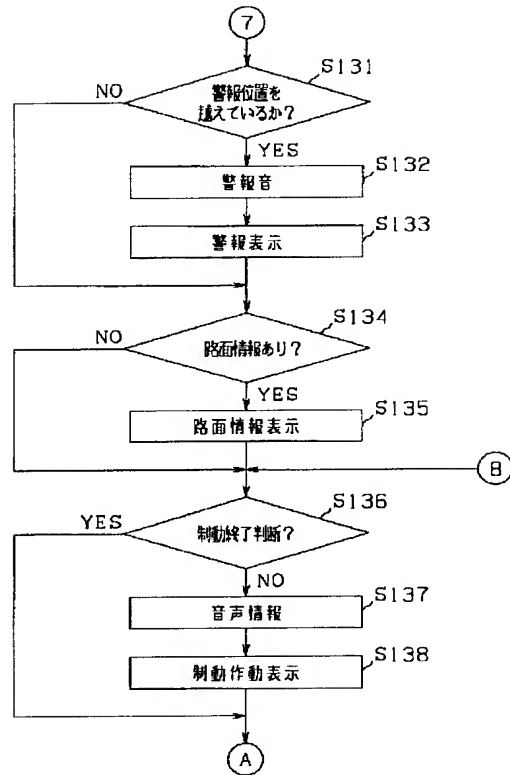 7
S131
NO
警報位置を
越えているか?
YES
S132
警報音
S133
警報表示
S134
NO
路面情報あり?
YES
S135
路面情報表示
B
S136
YES
制動終了判断?
NO
S137
音声情報
S138
制動作動表示
A